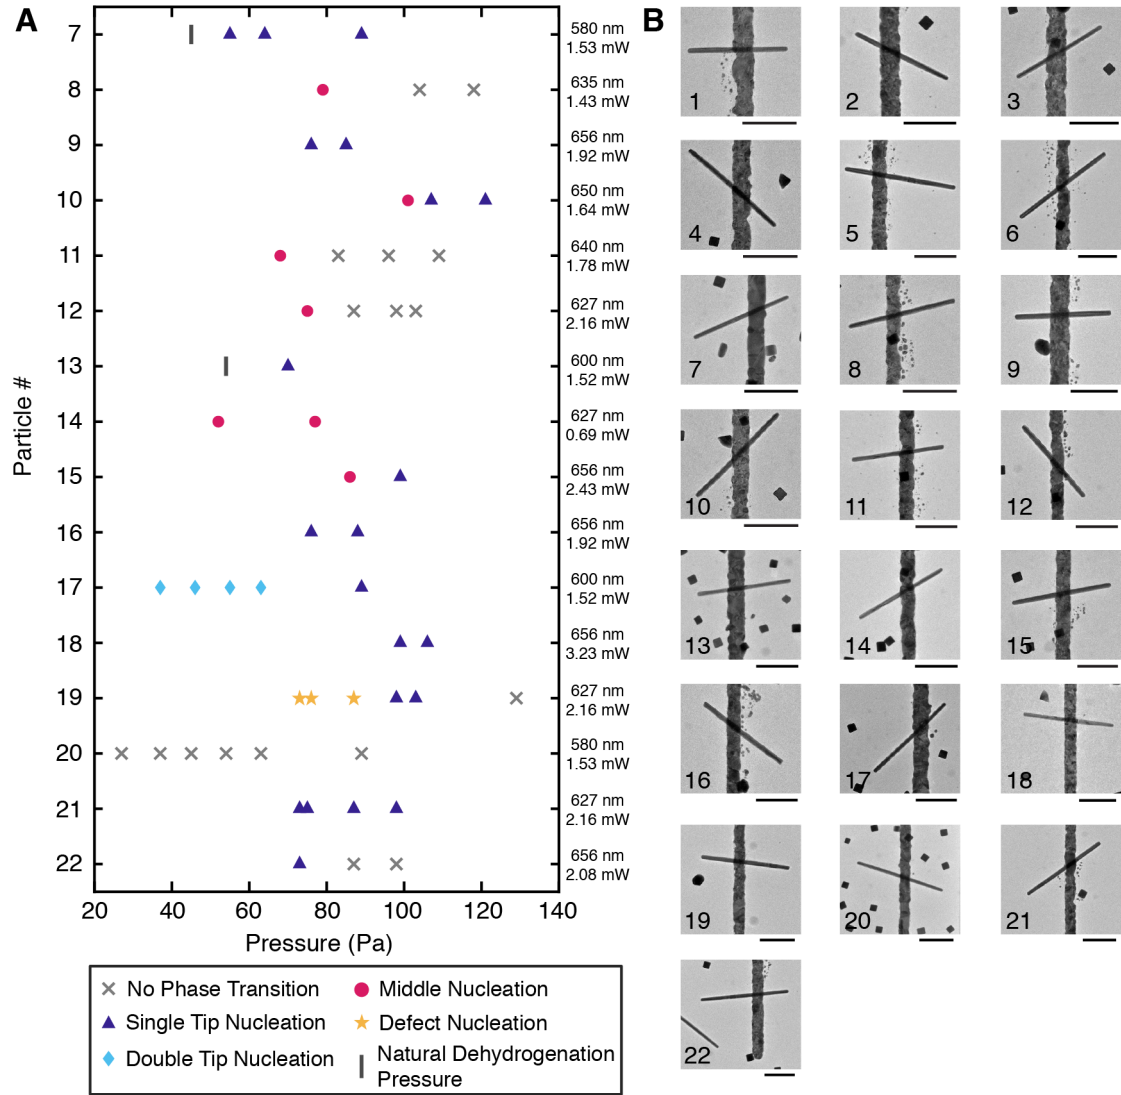 A
B
Particle #
7
8
9
10
11
12
13
14
15
16
17
18
19
20
21
22
580 nm
1.53 mW
635 nm
1.43 mW
656 nm
1.92 mW
650 nm
1.64 mW
640 nm
1.78 mW
627 nm
2.16 mW
600 nm
1.52 mW
627 nm
0.69 mW
656 nm
2.43 mW
656 nm
1.92 mW
600 nm
1.52 mW
656 nm
3.23 mW
627 nm
2.16 mW
580 nm
1.53 mW
627 nm
2.16 mW
656 nm
2.08 mW
20 40 60 80 100 120 140
Pressure (Pa)
No Phase Transition
Single Tip Nucleation
Double Tip Nucleation
Middle Nucleation
Defect Nucleation
Natural Dehydrogenation
Pressure
1 2 3
4 5 6
7 8 9
10 11 12
13 14 15
16 17 18
19 20 21
22